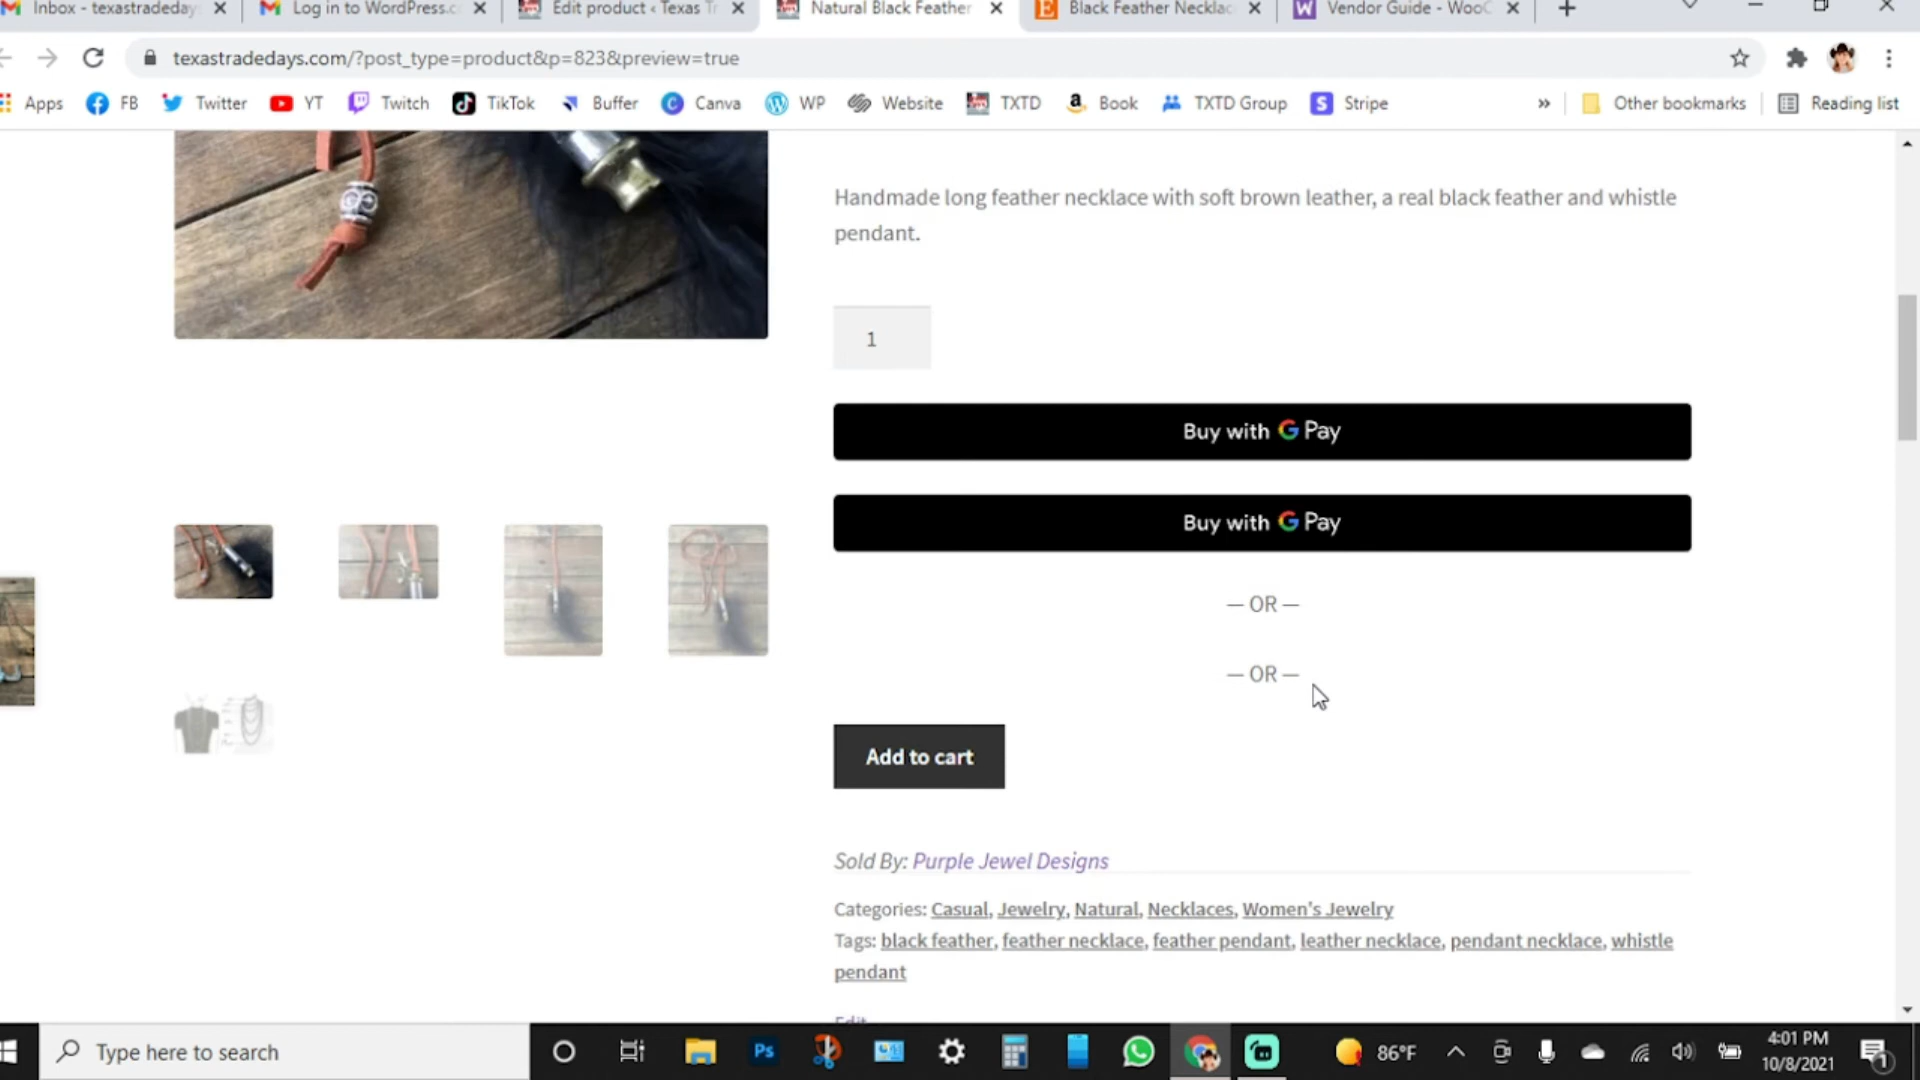 Inbox - texastradeday
Log in to WordPress.c
Edit product ‹ Texas Tr
Natural Black Feather
Black Feather Necklac
Vendor Guide - WooC
texastradedays.com/?post_type=product&p=823&preview=true
Apps
FB
Twitter
YT
Twitch
TikTok
Buffer
Canva
WP
Website
TXTD
Book
TXTD Group
Stripe
Other bookmarks
Reading list
Handmade long feather necklace with soft brown leather, a real black feather and whistle
pendant.
1
Buy with G Pay
Buy with G Pay
— OR —
— OR —
Add to cart
Sold By: Purple Jewel Designs
Categories: Casual, Jewelry, Natural, Necklaces, Women's Jewelry
Tags: black feather, feather necklace, feather pendant, leather necklace, pendant necklace, whistle
pendant
Edit
Type here to search
Ps
86°F
4:01 PM
10/8/2021
1